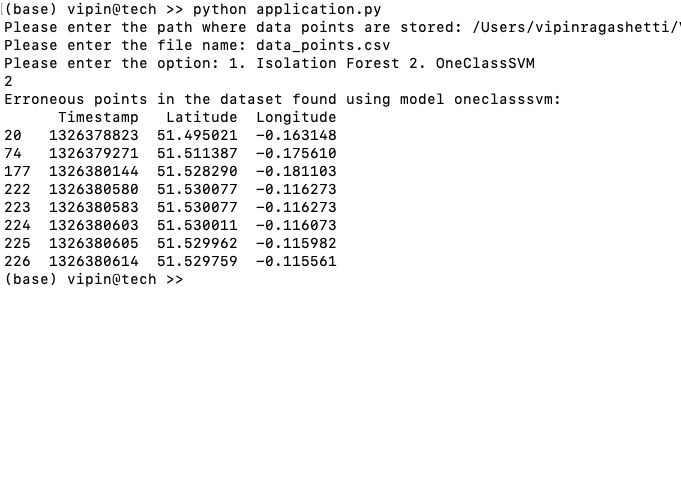 (base) vipin@tech >> python application.py
Please enter the path where data points are stored: /Users/vipinragashetti/
Please enter the file name: data_points.csv
Please enter the option: 1. Isolation Forest 2. OneClassSVM
2
Erroneous points in the dataset found using model oneclasssvm:
Timestamp Latitude Longitude
20 1326378823 51.495021 -0.163148
74 1326379271 51.511387 -0.175610
177 1326380144 51.528290 -0.181103
222 1326380580 51.530077 -0.116273
223 1326380583 51.530077 -0.116273
224 1326380603 51.530011 -0.116073
225 1326380605 51.529962 -0.115982
226 1326380614 51.529759 -0.115561
(base) vipin@tech >>